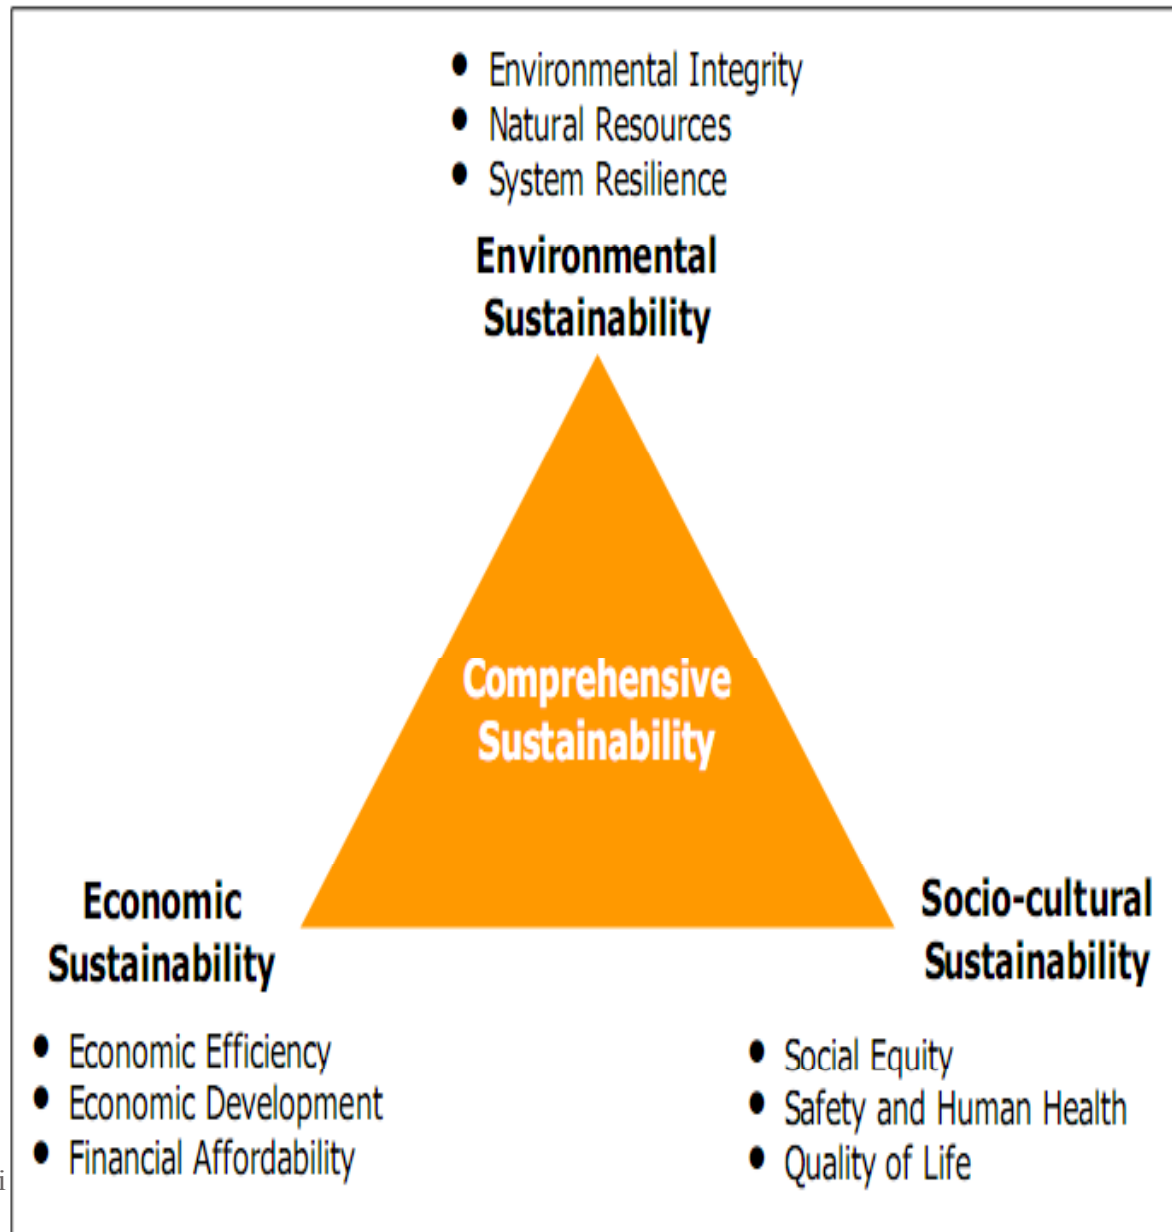 • Environmental Integrity
• Natural Resources
• System Resilience
Environmental
Sustainability
Comprehensive
Sustainability
Economic
Sustainability
• Economic Efficiency
• Economic Development
• Financial Affordability
Socio-cultural
Sustainability
• Social Equity
• Safety and Human Health
• Quality of Life
i